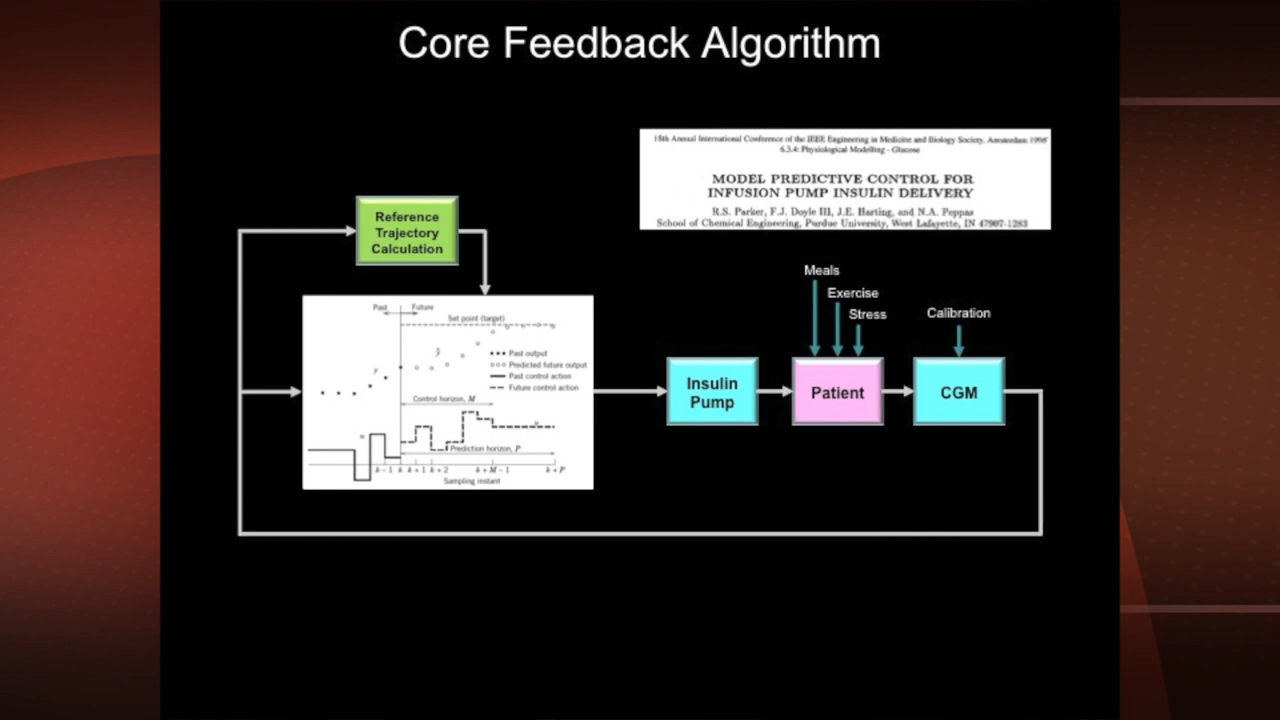 Core Feedback Algorithm
18th Annual International Conference of the IEEE Engineering in Medicine and Biology Society, Amsterdam 1996
6.3.4: Physiological Modelling - Glucose
MODEL PREDICTIVE CONTROL FOR
INFUSION PUMP INSULIN DELIVERY
R.S. Parker, F.J. Doyle III, J.E. Harting, and N.A. Peppas
School of Chemical Engineering, Purdue University, West Lafayette, IN 47907-1283
Reference
Trajectory
Calculation
Past Future
Set point (target)
ŷ
y
Past output
Predicted future output
Past control action
Future control action
Control horizon, M
u
u
Prediction horizon, P
k – 1 k k + 1 k + 2 k + M – 1 k + P
Sampling instant
Meals
Exercise
Stress
Calibration
Insulin
Pump
Patient
CGM